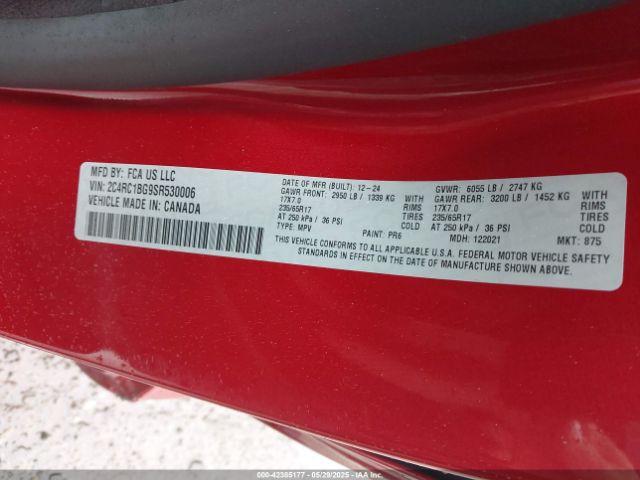 MFD BY: FCA US LLC
VIN: 2C4RC1BG9SR530006
VEHICLE MADE IN: CANADA
DATE OF MFR (BUILT): 12-24
GAWR FRONT: 2950 LB / 1339 KG WITH
17X7.0 RIMS
235/65R17 TIRES
AT 250 kPa / 36 PSI COLD
TYPE: MPV PAINT: PR6
GVWR: 6055 LB / 2747 KG
GAWR REAR: 3200 LB / 1452 KG WITH
17X7.0 RIMS
235/65R17 TIRES
AT 250 kPa / 36 PSI COLD
MDH: 122021 MKT: 875
THIS VEHICLE CONFORMS TO ALL APPLICABLE U.S.A. FEDERAL MOTOR VEHICLE SAFETY
STANDARDS IN EFFECT ON THE DATE OF MANUFACTURE SHOWN ABOVE.
000-42385177 - 05/29/2025 - IAAI.COM